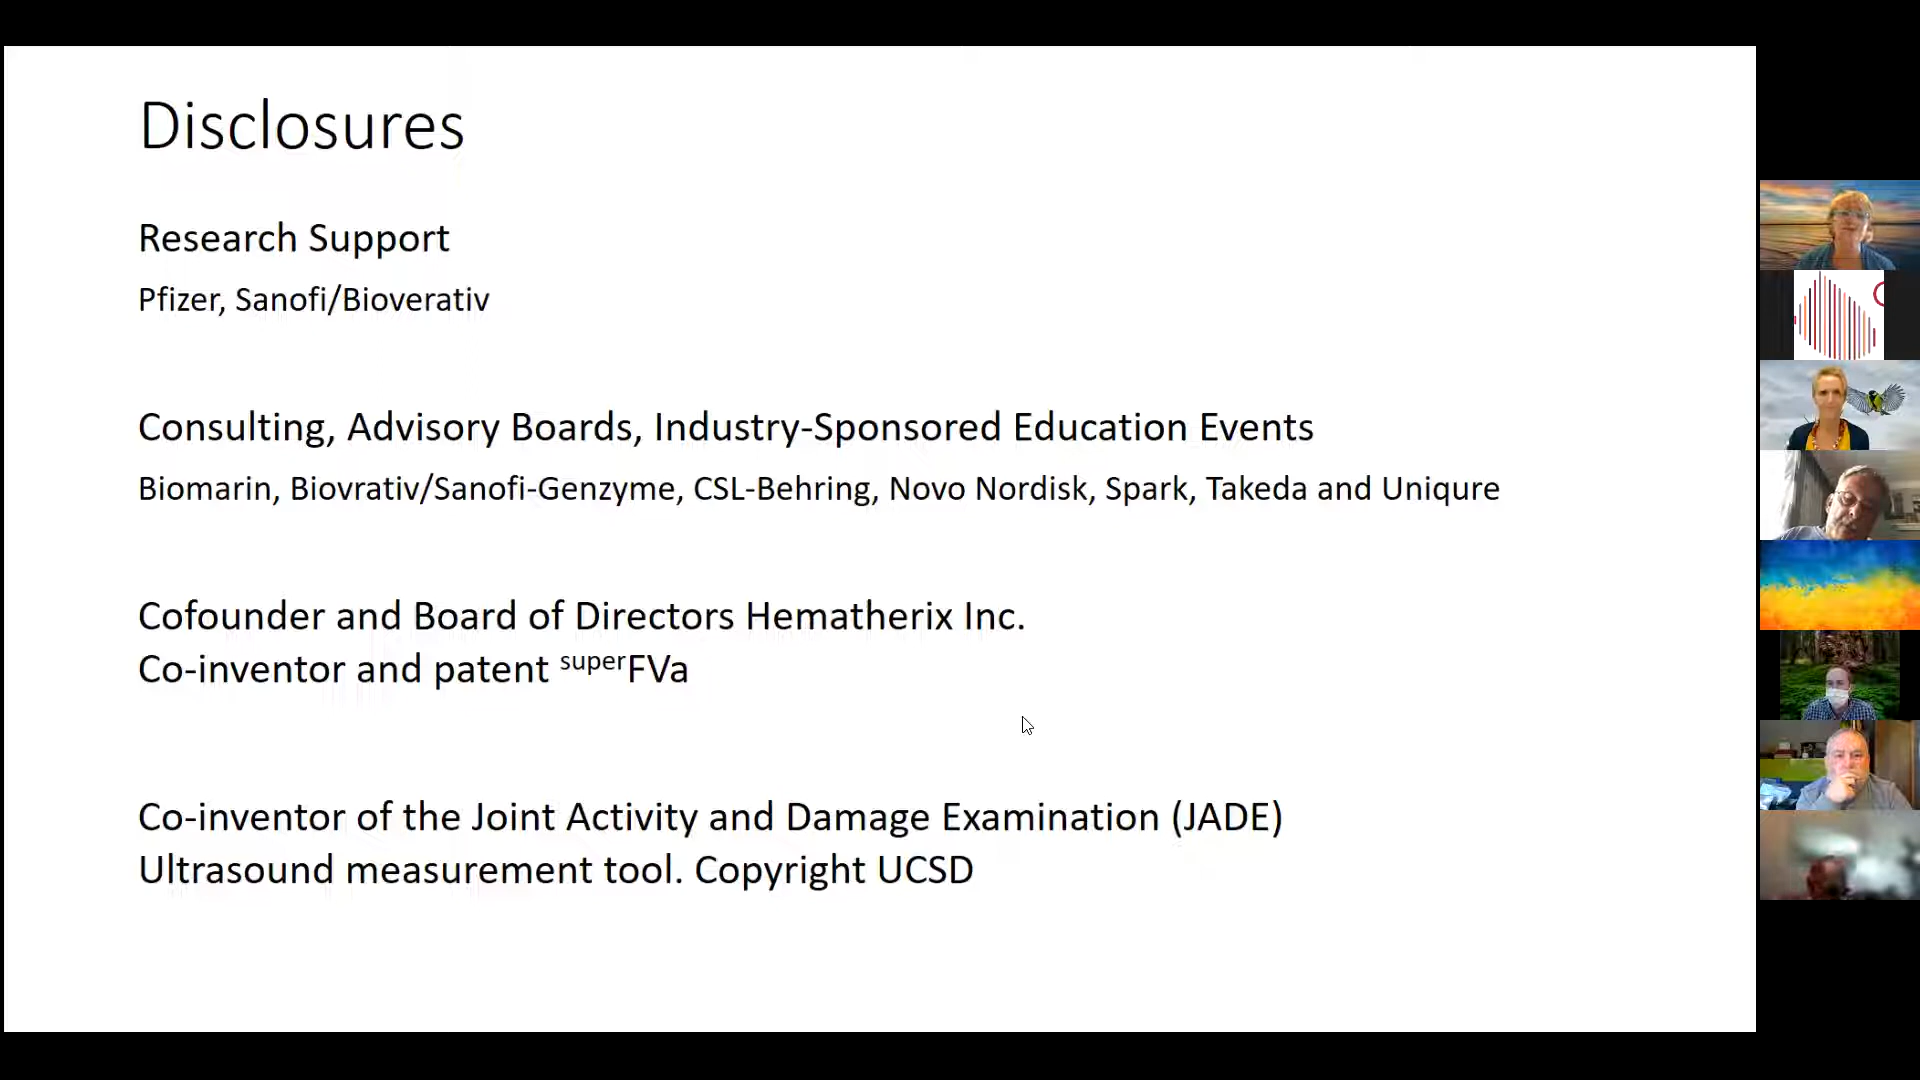 Disclosures
Research Support
Pfizer, Sanofi/Bioverativ
Consulting, Advisory Boards, Industry-Sponsored Education Events
Biomarin, Biovrativ/Sanofi-Genzyme, CSL-Behring, Novo Nordisk, Spark, Takeda and Uniqure
Cofounder and Board of Directors Hematherix Inc.
Co-inventor and patent superFVa
Co-inventor of the Joint Activity and Damage Examination (JADE)
Ultrasound measurement tool. Copyright UCSD